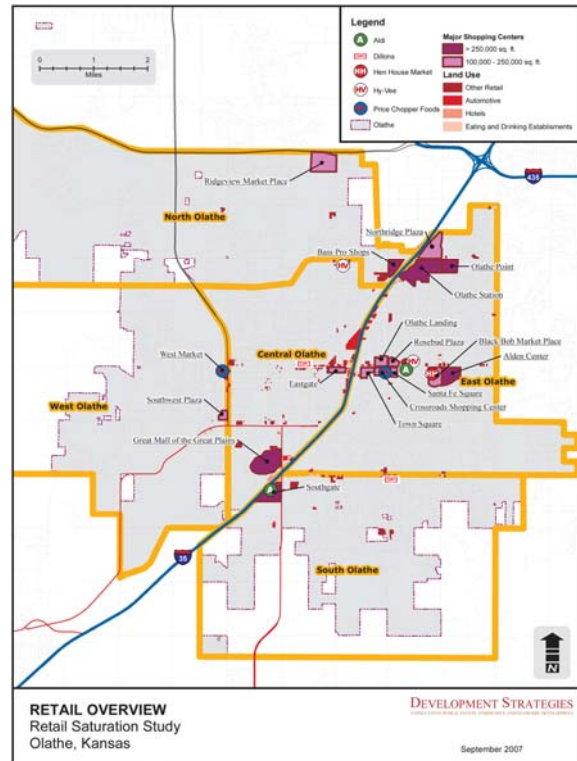 0 1 2
Miles
Legend
Aldi
Dillons
Hen House Market
Hy-Vee
Price Chopper Foods
Olathe
Major Shopping Centers
> 250,000 sq. ft.
100,000 - 250,000 sq. ft.
Land Use
Other Retail
Automotive
Hotels
Eating and Drinking Establisments
435
Ridgeview Market Place
North Olathe
Northridge Plaza
Bass Pro Shops
HV
Olathe Point
Olathe Station
Olathe Landing
Rosebud Plaza
Black Bob Market Place
West Market
Central Olathe
HV
A
HH
Alden Center
Eastgate
East Olathe
West Olathe
Southwest Plaza
Santa Fe Square
Crossroads Shopping Center
Town Square
Great Mall of the Great Plains
A
Southgate
35
South Olathe
N
RETAIL OVERVIEW
Retail Saturation Study
Olathe, Kansas
DEVELOPMENT STRATEGIES
September 2007